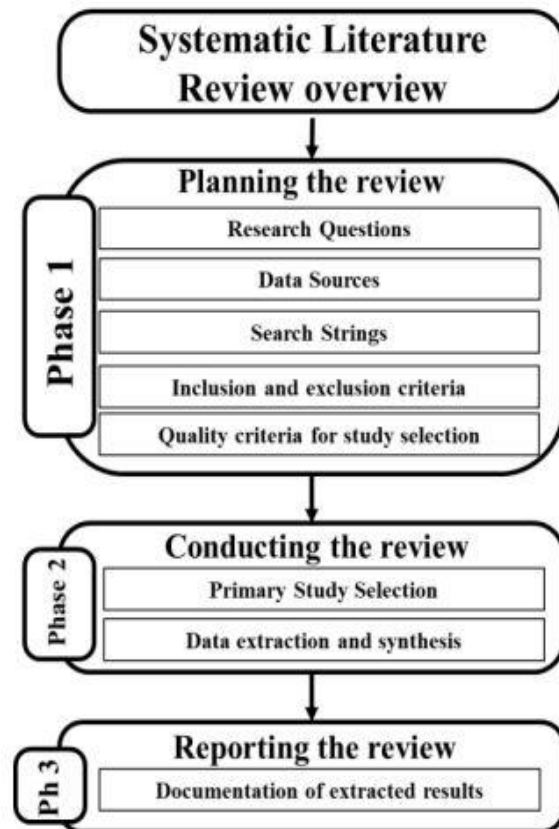 Systematic Literature
Review overview
Phase 1
Planning the review
Research Questions
Data Sources
Search Strings
Inclusion and exclusion criteria
Quality criteria for study selection
Phase 2
Conducting the review
Primary Study Selection
Data extraction and synthesis
Ph 3
Reporting the review
Documentation of extracted results